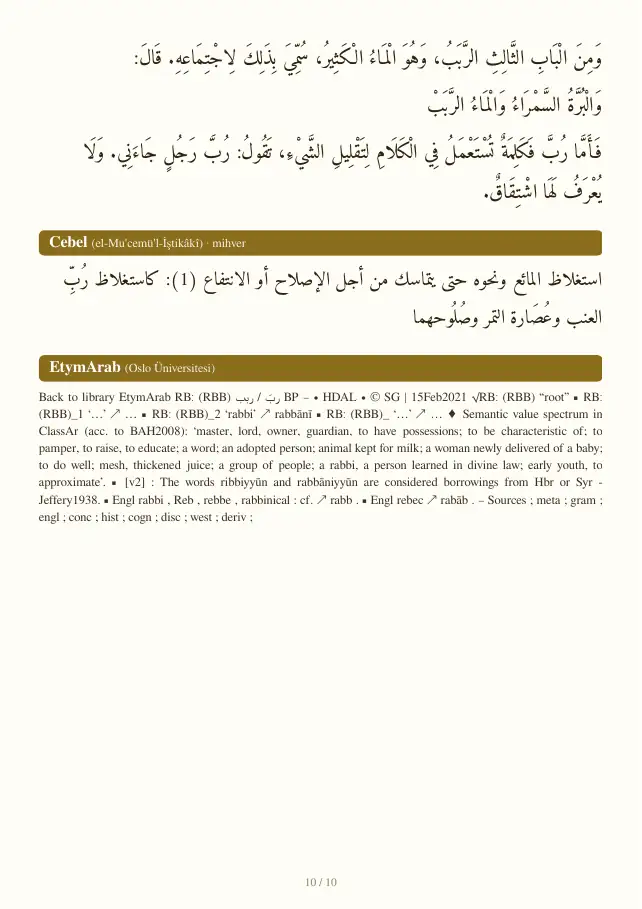 وَمِنَ الْبَابِ الثَّالِثِ الرَّبَبُ، وَهُوَ الْمَاءُ الْكَثِيرُ، سُمِّيَ بِذَلِكَ لِاجْتِمَاعِهِ. قَالَ:
وَالْبُرَّةُ السَّمْرَاءُ وَالْمَاءُ الرَّبَبْ
فَأَمَّا رُبَّ فَكَلِمَةٌ تُسْتَعْمَلُ فِي الْكَلَامِ لِتَقْلِيلِ الشَّيْءِ، تَقُولُ: رُبَّ رَجُلٍ جَاءَنِي. وَلَا
يُعْرَفُ لَهَا اشْتِقَاقٌ.
Cebel (el-Mu'cemü'l-İştikâkî) · mihver
استغلاظ المائع ونحوه حتى يتماسك من أجل الإصلاح أو الانتفاع (1): كاستغلاظ رُبِّ
العنب وعُصَارة التمر وصُلُوحهما
EtymArab (Oslo Üniversitesi)
Back to library EtymArab RB: (RBB) ربّ / ربب BP – • HDAL • © SG | 15Feb2021 √RB: (RBB) “root” ▪ RB:
(RBB)_1 ‘…’ ↗ … ▪ RB: (RBB)_2 ‘rabbi’ ↗ rabbānī ▪ RB: (RBB)_ ‘…’ ↗ … ♦ Semantic value spectrum in
ClassAr (acc. to BAH2008): ‘master, lord, owner, guardian, to have possessions; to be characteristic of; to
pamper, to raise, to educate; a word; an adopted person; animal kept for milk; a woman newly delivered of a baby;
to do well; mesh, thickened juice; a group of people; a rabbi, a person learned in divine law; early youth, to
approximate’. ▪ [v2] : The words ribbiyyūn and rabbāniyyūn are considered borrowings from Hbr or Syr -
Jeffery1938. ▪ Engl rabbi , Reb , rebbe , rabbinical : cf. ↗ rabb . ▪ Engl rebec ↗ rabāb . – Sources ; meta ; gram ;
engl ; conc ; hist ; cogn ; disc ; west ; deriv ;
10 / 10